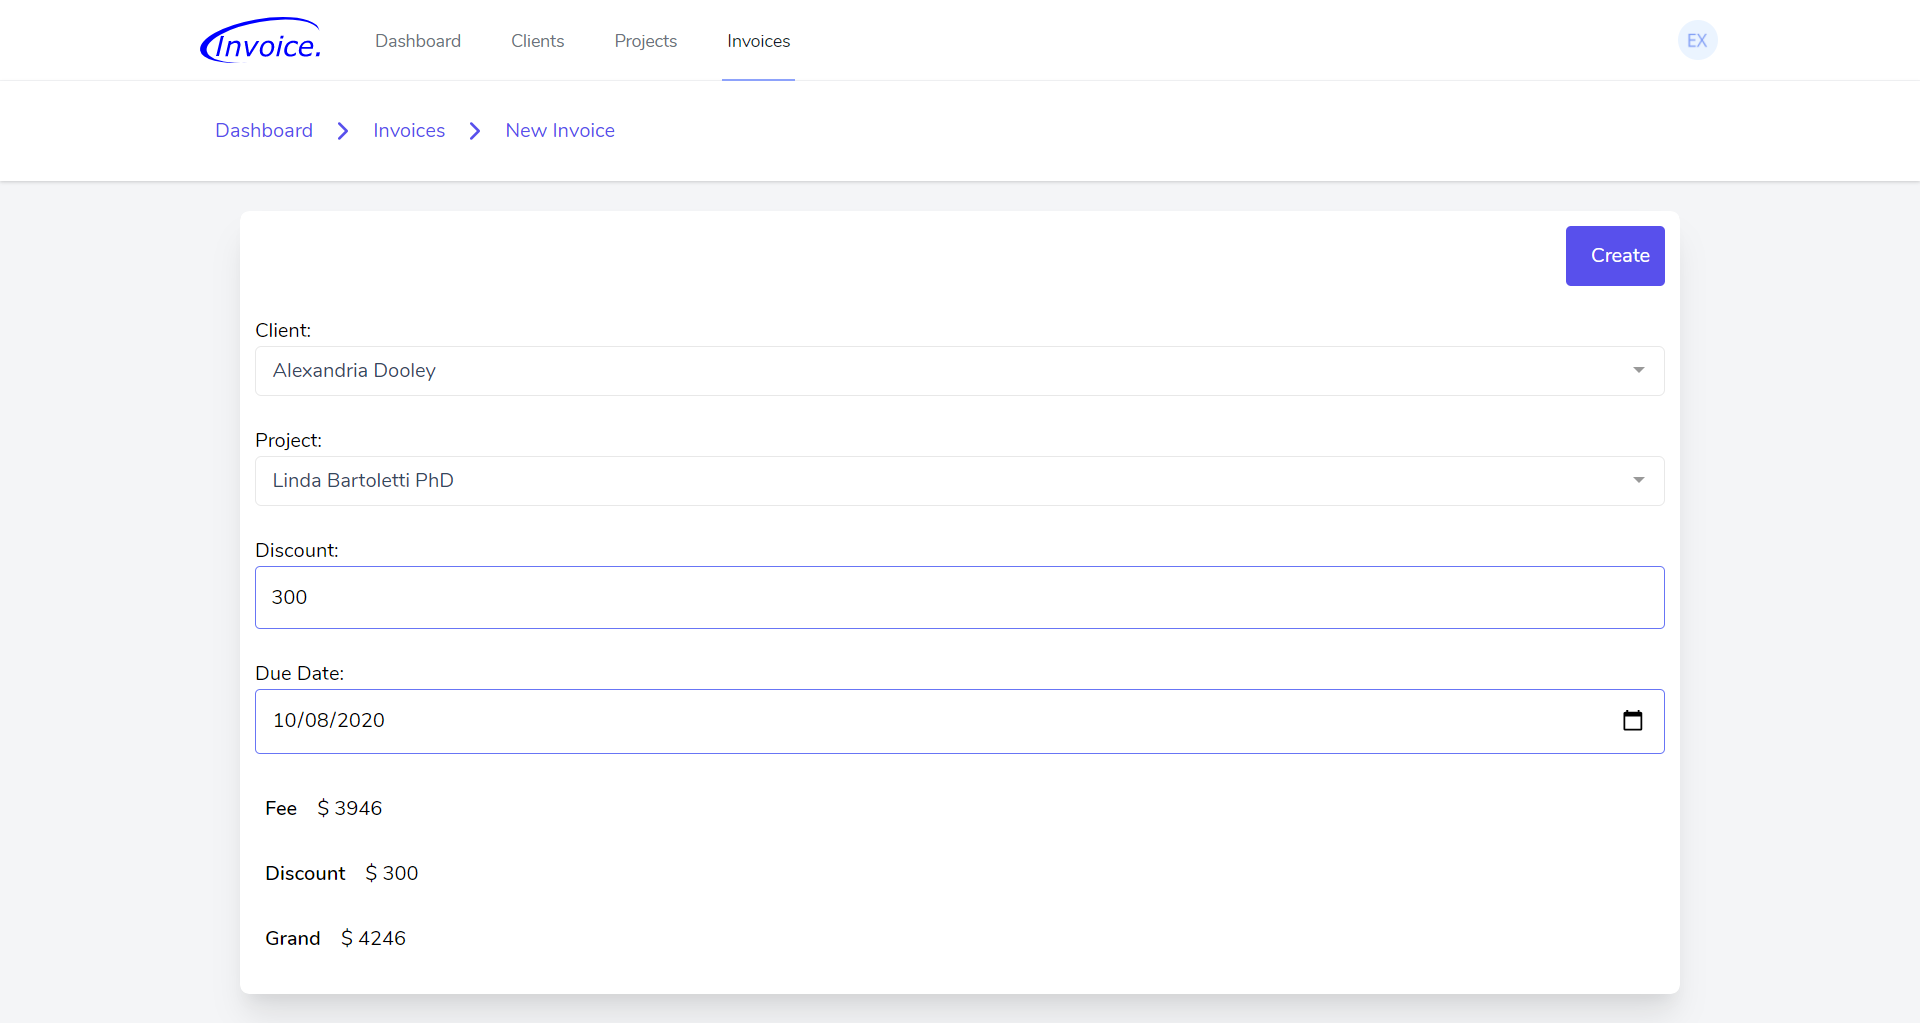 Invoice.
Dashboard Clients Projects Invoices EX
Dashboard Invoices New Invoice
Create
Client:
Alexandria Dooley
Project:
Linda Bartoletti PhD
Discount:
300
Due Date:
10/08/2020
Fee $ 3946
Discount $ 300
Grand $ 4246